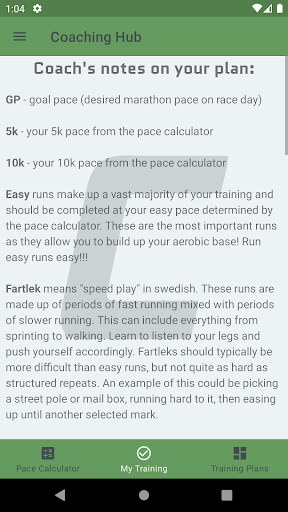 1:04
Coaching Hub
Coach's notes on your plan:
GP - goal pace (desired marathon pace on race day)
5k - your 5k pace from the pace calculator
10k - your 10k pace from the pace calculator
Easy runs make up a vast majority of your training and
should be completed at your easy pace determined by
the pace calculator. These are the most important runs
as they allow you to build up your aerobic base! Run
easy runs easy!!!
Fartlek means "speed play" in swedish. These runs are
made up of periods of fast running mixed with periods
of slower running. This can include everything from
sprinting to walking. Learn to listen to your legs and
push yourself accordingly. Fartleks should typically be
more difficult than easy runs, but not quite as hard as
structured repeats. An example of this could be picking
a street pole or mail box, running hard to it, then easing
up until another selected mark.
Pace Calculator
My Training
Training Plans